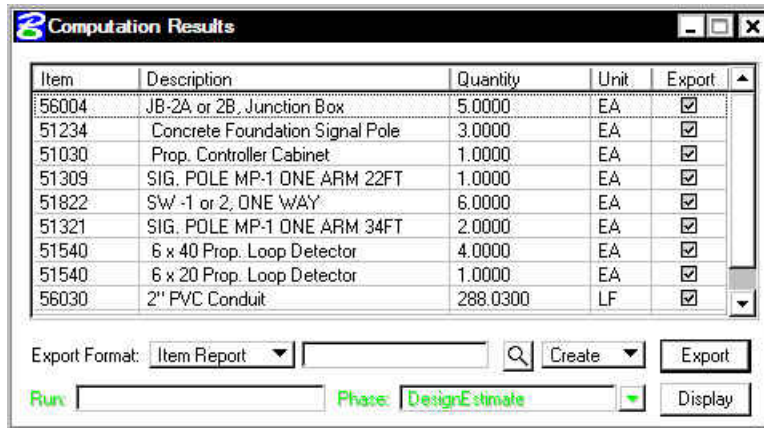 Computation Results
Item Description Quantity Unit Export
56004 JB-2A or 2B, Junction Box 5.0000 EA
51234 Concrete Foundation Signal Pole 3.0000 EA
51030 Prop. Controller Cabinet 1.0000 EA
51309 SIG. POLE MP-1 ONE ARM 22FT 1.0000 EA
51822 SW -1 or 2, ONE WAY 6.0000 EA
51321 SIG. POLE MP-1 ONE ARM 34FT 2.0000 EA
51540 6 x 40 Prop. Loop Detector 4.0000 EA
51540 6 x 20 Prop. Loop Detector 1.0000 EA
56030 2" PVC Conduit 288.0300 LF
Export Format: Item Report Create Export
Run: Phase: DesignEstimate Display